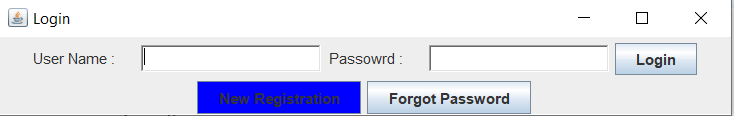 Login
User Name : Passowrd : Login
New Registration Forgot Password